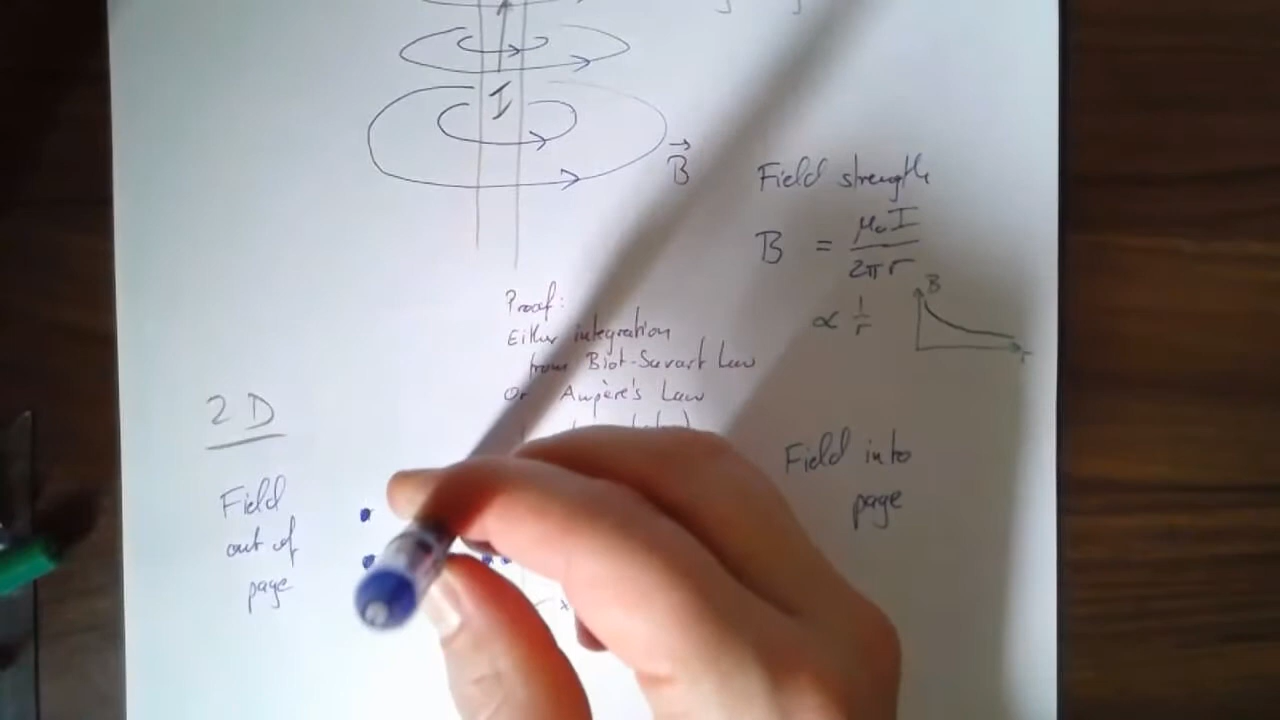 I
B
Field strength
B = μ₀I / 2πr
∝ 1/r
B
r
Proof:
Either integration
from Biot-Savart Law
Or Ampère's Law
2D
Field
out of
page
Field into
page
x